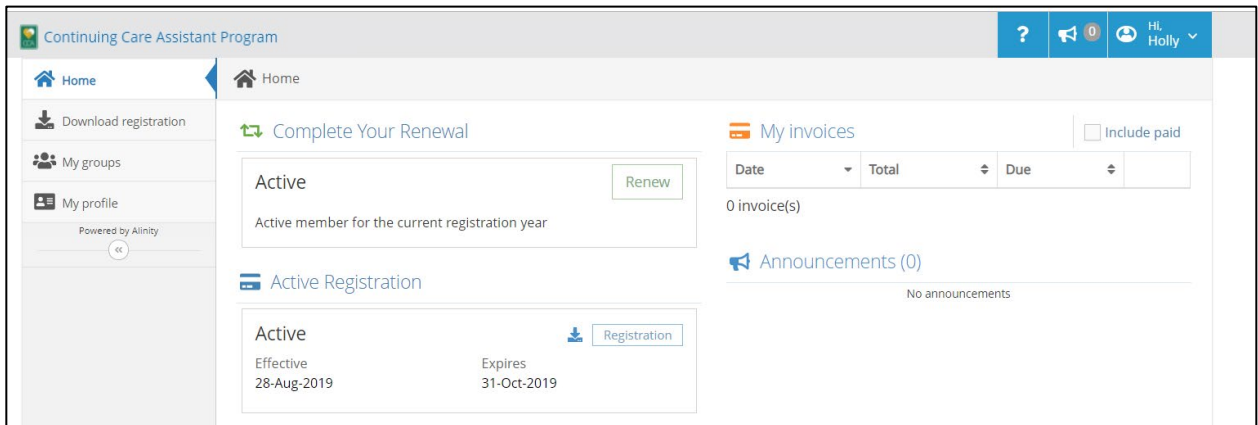 Continuing Care Assistant Program
?
0
Hi,
Holly
Home
Download registration
My groups
My profile
Powered by Alinity
Home
Complete Your Renewal
Active
Renew
Active member for the current registration year
Active Registration
Active
Registration
Effective
Expires
28-Aug-2019
31-Oct-2019
My invoices
Include paid
Date
Total
Due
0 invoice(s)
Announcements (0)
No announcements